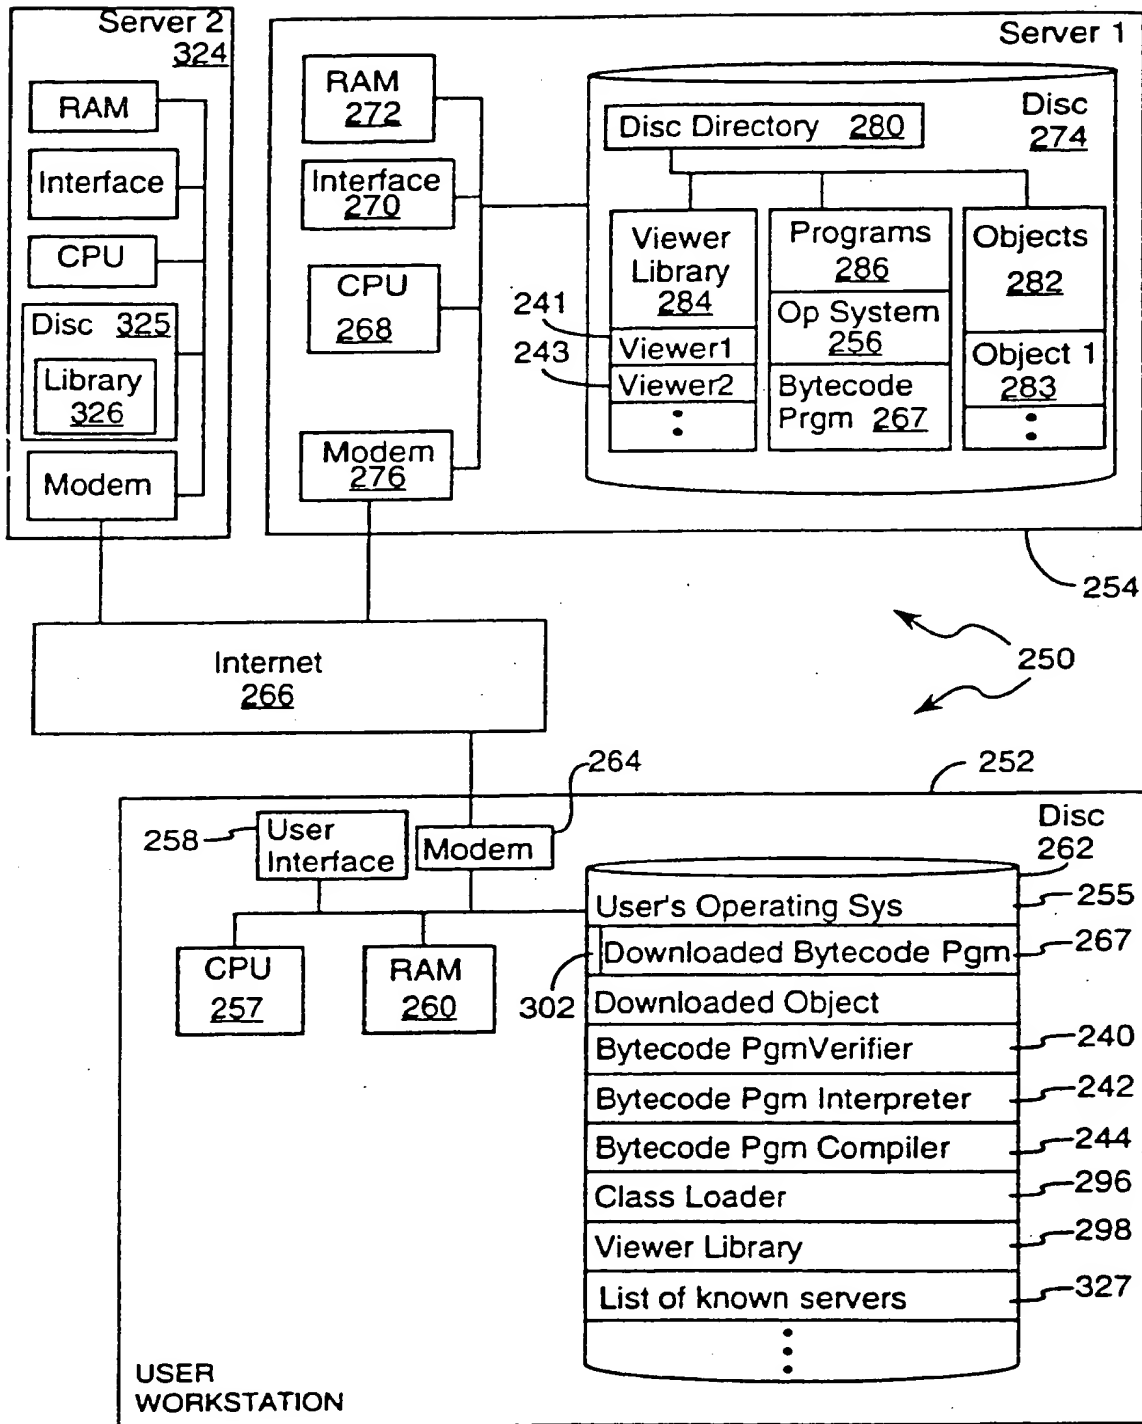 Server 2
324
RAM
Interface
CPU
Disc 325
Library
326
Modem
Server 1
RAM
272
Interface
270
CPU
268
Modem
276
Disc
274
Disc Directory 280
Viewer
Library
284
Viewer1
Viewer2
241
243
Programs
286
Op System
256
Bytecode
Prgm 267
Objects
282
Object 1
283
254
250
Internet
266
264
252
258
User
Interface
Modem
CPU
257
RAM
260
Disc
262
User's Operating Sys
255
Downloaded Bytecode Pgm
267
302
Downloaded Object
Bytecode PgmVerifier
240
Bytecode Pgm Interpreter
242
Bytecode Pgm Compiler
244
Class Loader
296
Viewer Library
298
List of known servers
327
USER
WORKSTATION